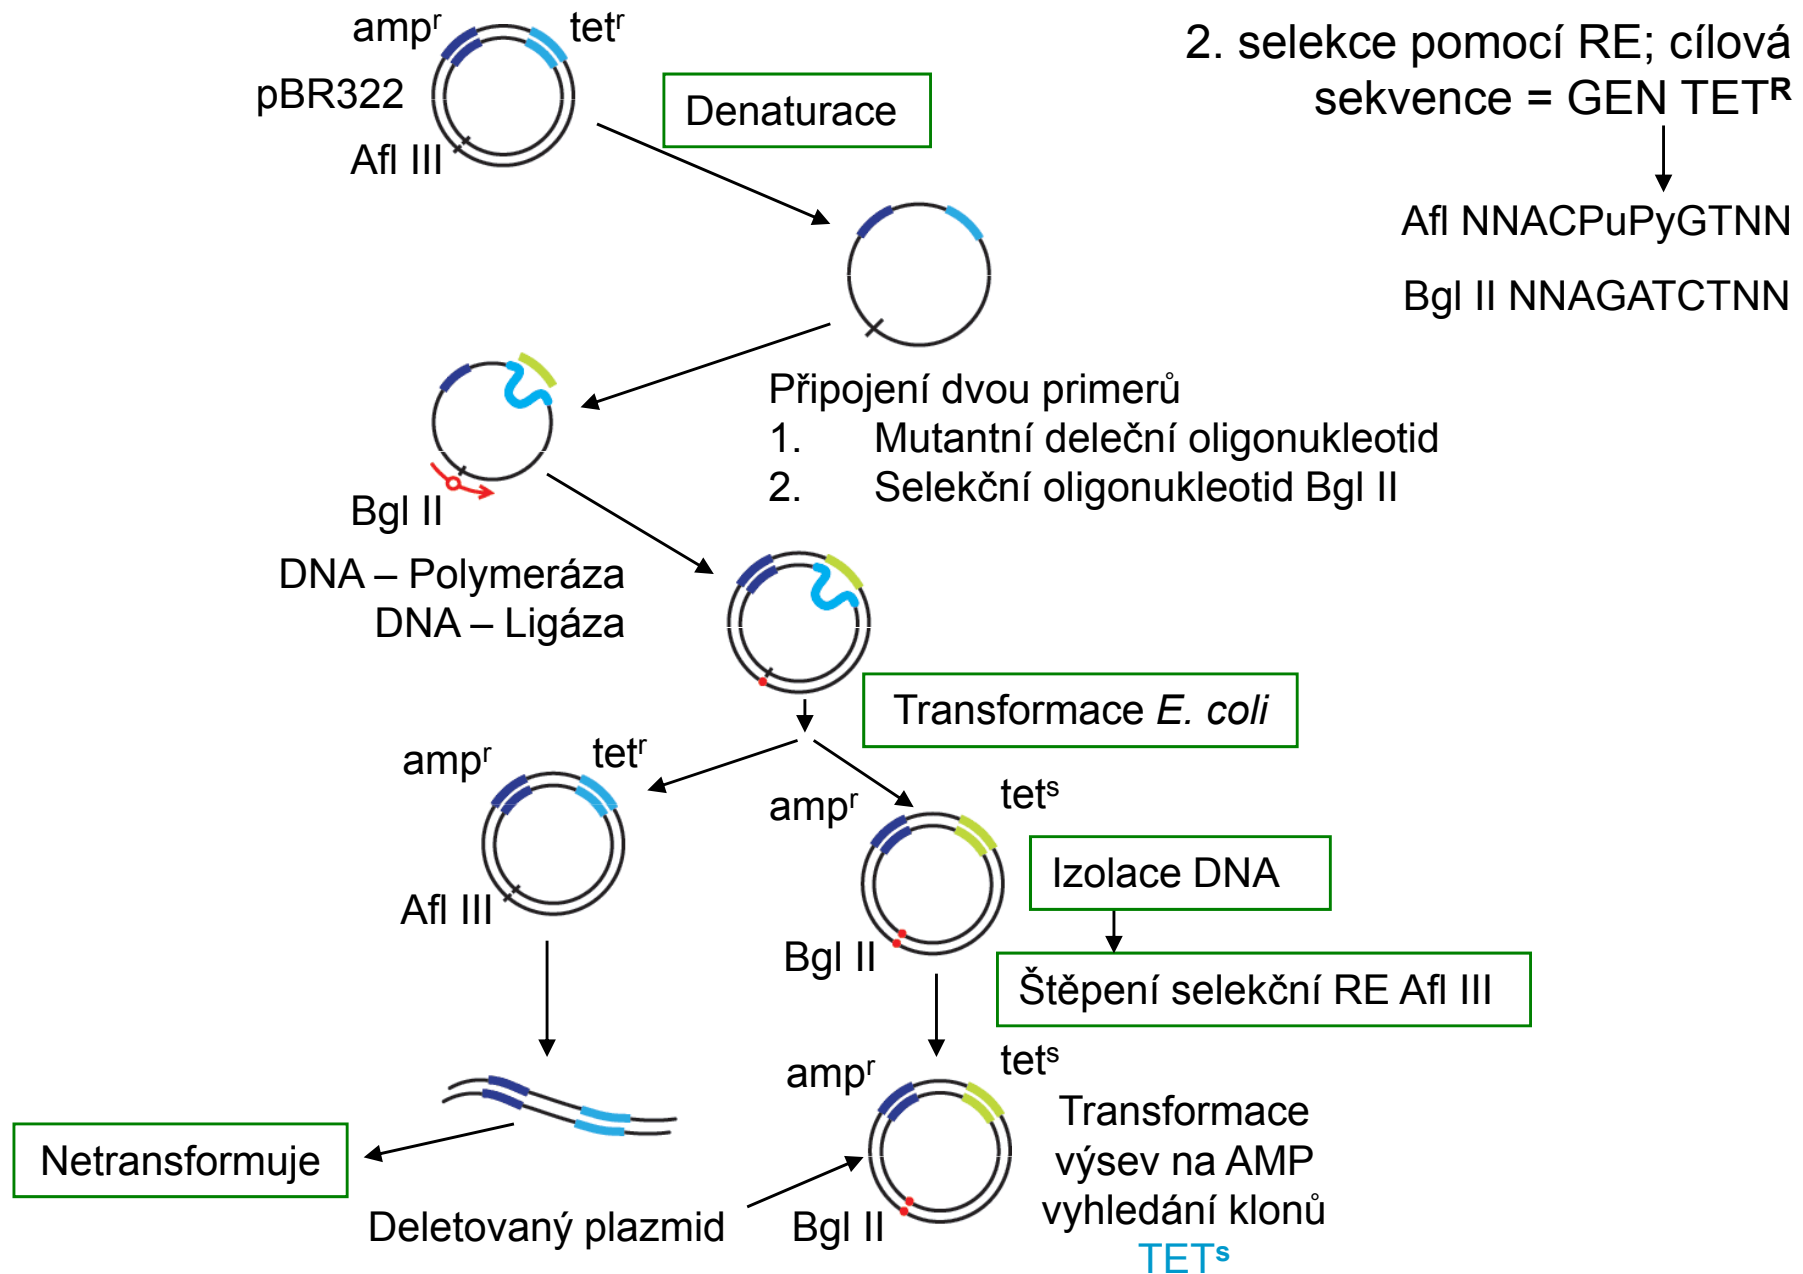 ampʳ tetʳ
pBR322
Afl III
Denaturace
2. selekce pomocí RE; cílová
sekvence = GEN TETᴿ
Afl NNACPuPyGTNN
Bgl II NNAGATCTNN
Připojení dvou primerů
1. Mutantní deleční oligonukleotid
2. Selekční oligonukleotid Bgl II
Bgl II
DNA – Polymeráza
DNA – Ligáza
Transformace E. coli
ampʳ tetʳ
Afl III
ampʳ tetˢ
Bgl II
Izolace DNA
Štěpení selekční RE Afl III
Netransformuje
Deletovaný plazmid
ampʳ tetˢ
Bgl II
Transformace
výsev na AMP
vyhledání klonů
TETˢ